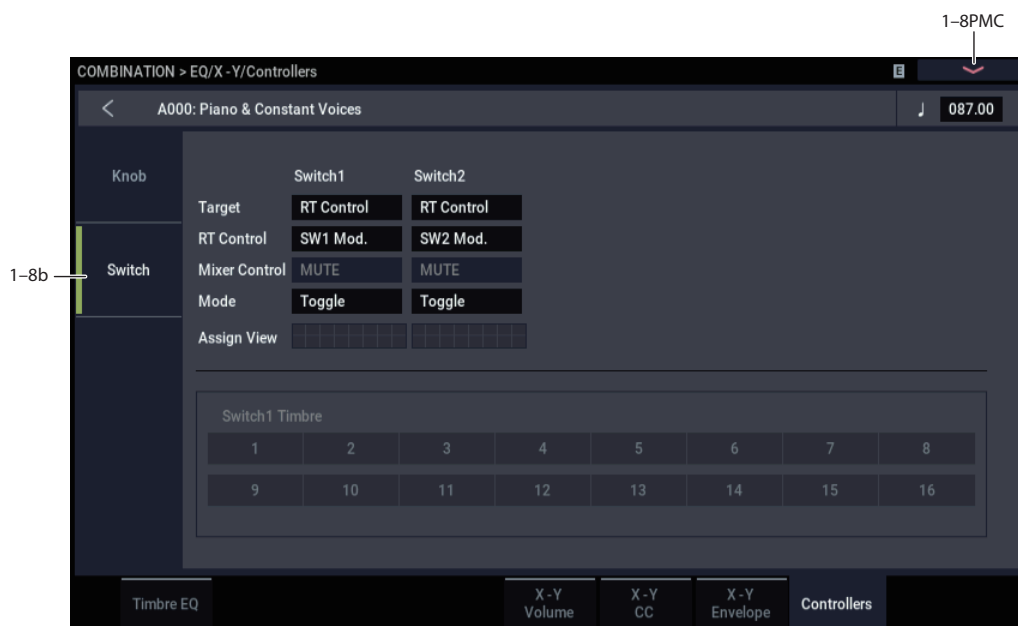 1–8PMC
COMBINATION > EQ/X -Y/Controllers
E
A000: Piano & Constant Voices
♩ 087.00
Knob
Switch1 Switch2
Target RT Control RT Control
RT Control SW1 Mod. SW2 Mod.
1–8b
Switch
Mixer Control MUTE MUTE
Mode Toggle Toggle
Assign View
Switch1 Timbre
1 2 3 4 5 6 7 8
9 10 11 12 13 14 15 16
Timbre EQ
X -Y
Volume
X -Y
CC
X -Y
Envelope
Controllers